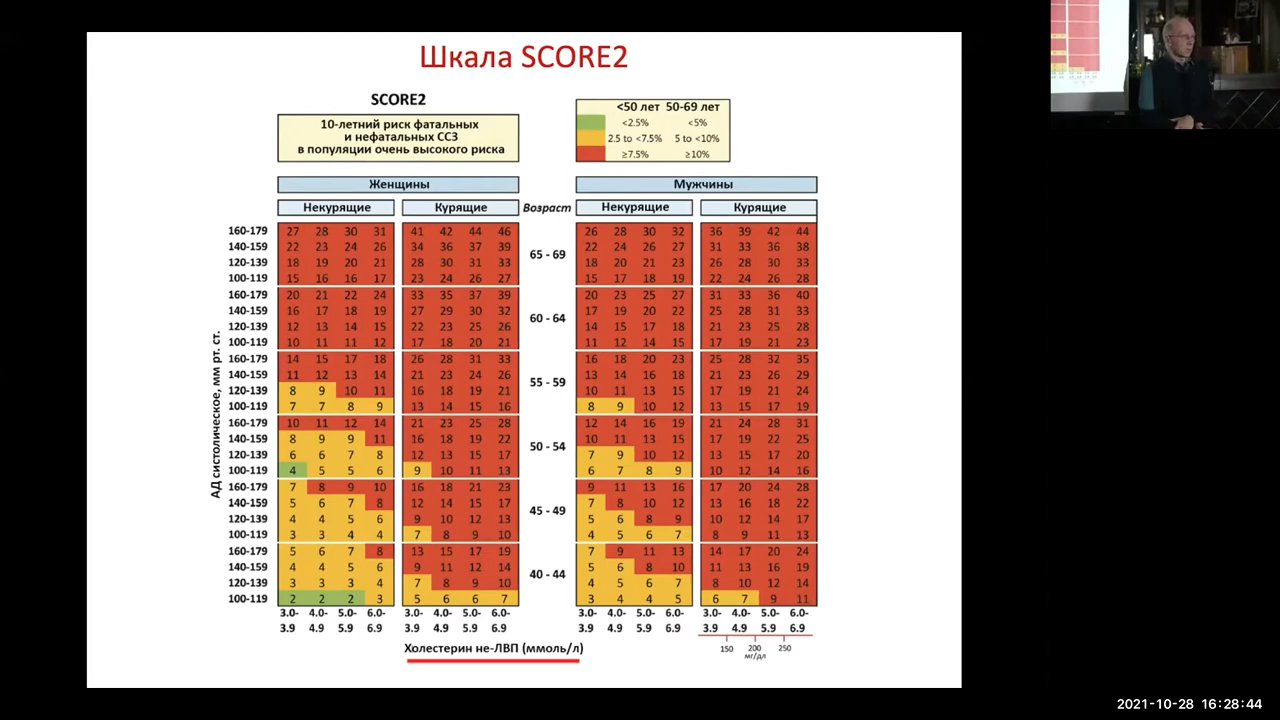 Шкала SCORE2
SCORE2
10-летний риск фатальных
и нефатальных ССЗ
в популяции очень высокого риска
<50 лет 50-69 лет
<2.5% <5%
2.5 to <7.5% 5 to <10%
≥7.5% ≥10%
Женщины Мужчины
Некурящие Курящие Возраст Некурящие Курящие
АД систолическое, мм рт. ст.
160-179 27 28 30 31 41 42 44 46 26 28 30 32 36 39 42 44
140-159 22 23 24 26 34 36 37 39 22 24 26 27 31 33 36 38
65 - 69
120-139 18 19 20 21 28 30 31 33 18 20 21 23 26 28 30 33
100-119 15 16 16 17 23 24 26 27 15 17 18 19 22 24 26 28
160-179 20 21 22 24 33 35 37 39 20 23 25 27 31 33 36 40
140-159 16 17 18 19 27 29 30 32 17 19 20 22 25 28 31 33
60 - 64
120-139 12 13 14 15 22 23 25 26 14 15 17 18 21 23 25 28
100-119 10 11 11 12 17 18 20 21 11 12 14 15 17 19 21 23
160-179 14 15 17 18 26 28 31 33 16 18 20 23 25 28 32 35
140-159 11 12 13 14 21 23 24 26 13 14 16 18 21 23 26 29
55 - 59
120-139 8 9 10 11 16 18 19 21 10 11 13 15 17 19 21 24
100-119 7 7 8 9 13 14 15 16 8 9 10 12 13 15 17 19
160-179 10 11 12 14 21 23 25 28 12 14 16 19 21 24 28 31
140-159 8 9 9 11 16 18 19 22 10 11 13 15 17 19 22 25
50 - 54
120-139 6 6 7 8 12 13 15 17 7 9 10 12 13 15 17 20
100-119 4 5 5 6 9 10 11 13 6 7 8 9 10 12 14 16
160-179 7 8 9 10 16 18 21 23 9 11 13 16 17 20 24 28
140-159 5 6 7 8 12 14 15 17 7 8 10 12 13 16 18 22
45 - 49
120-139 4 4 5 6 9 10 12 13 5 6 8 9 10 12 14 17
100-119 3 3 4 4 7 8 9 10 4 5 6 7 8 9 11 13
160-179 5 6 7 8 13 15 17 19 7 9 11 13 14 17 20 24
140-159 4 4 5 6 9 11 12 14 5 6 8 10 11 13 16 19
40 - 44
120-139 3 3 3 4 7 8 9 10 4 5 6 7 8 10 12 14
100-119 2 2 2 3 5 6 6 7 3 4 4 5 6 7 9 11
3.0- 4.0- 5.0- 6.0- 3.0- 4.0- 5.0- 6.0- 3.0- 4.0- 5.0- 6.0- 3.0- 4.0- 5.0- 6.0-
3.9 4.9 5.9 6.9 3.9 4.9 5.9 6.9 3.9 4.9 5.9 6.9 3.9 4.9 5.9 6.9
Холестерин не-ЛВП (ммоль/л)
150 200 250
мг/дл
2021-10-28 16:28:44